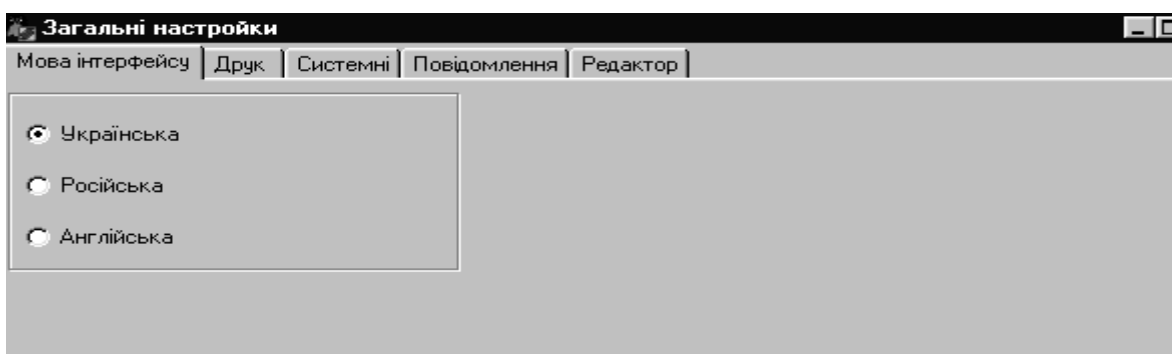 Загальні настройки
Мова інтерфейсу Друк Системні Повідомлення Редактор
Українська
Російська
Англійська